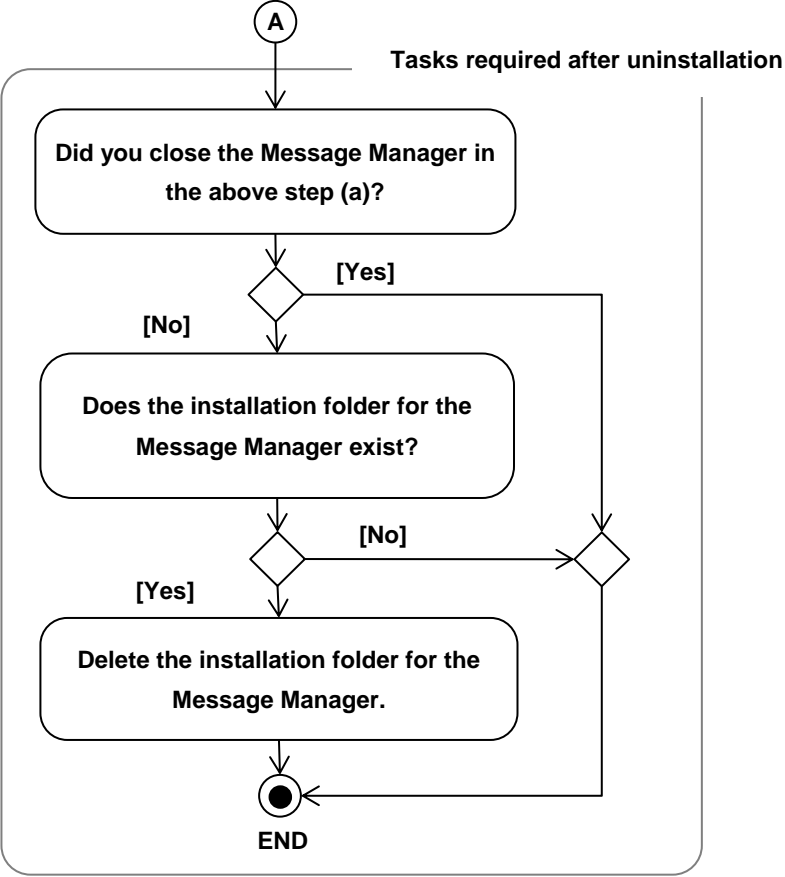 A
Tasks required after uninstallation
Did you close the Message Manager in
the above step (a)?
[Yes]
[No]
Does the installation folder for the
Message Manager exist?
[No]
[Yes]
Delete the installation folder for the
Message Manager.
END